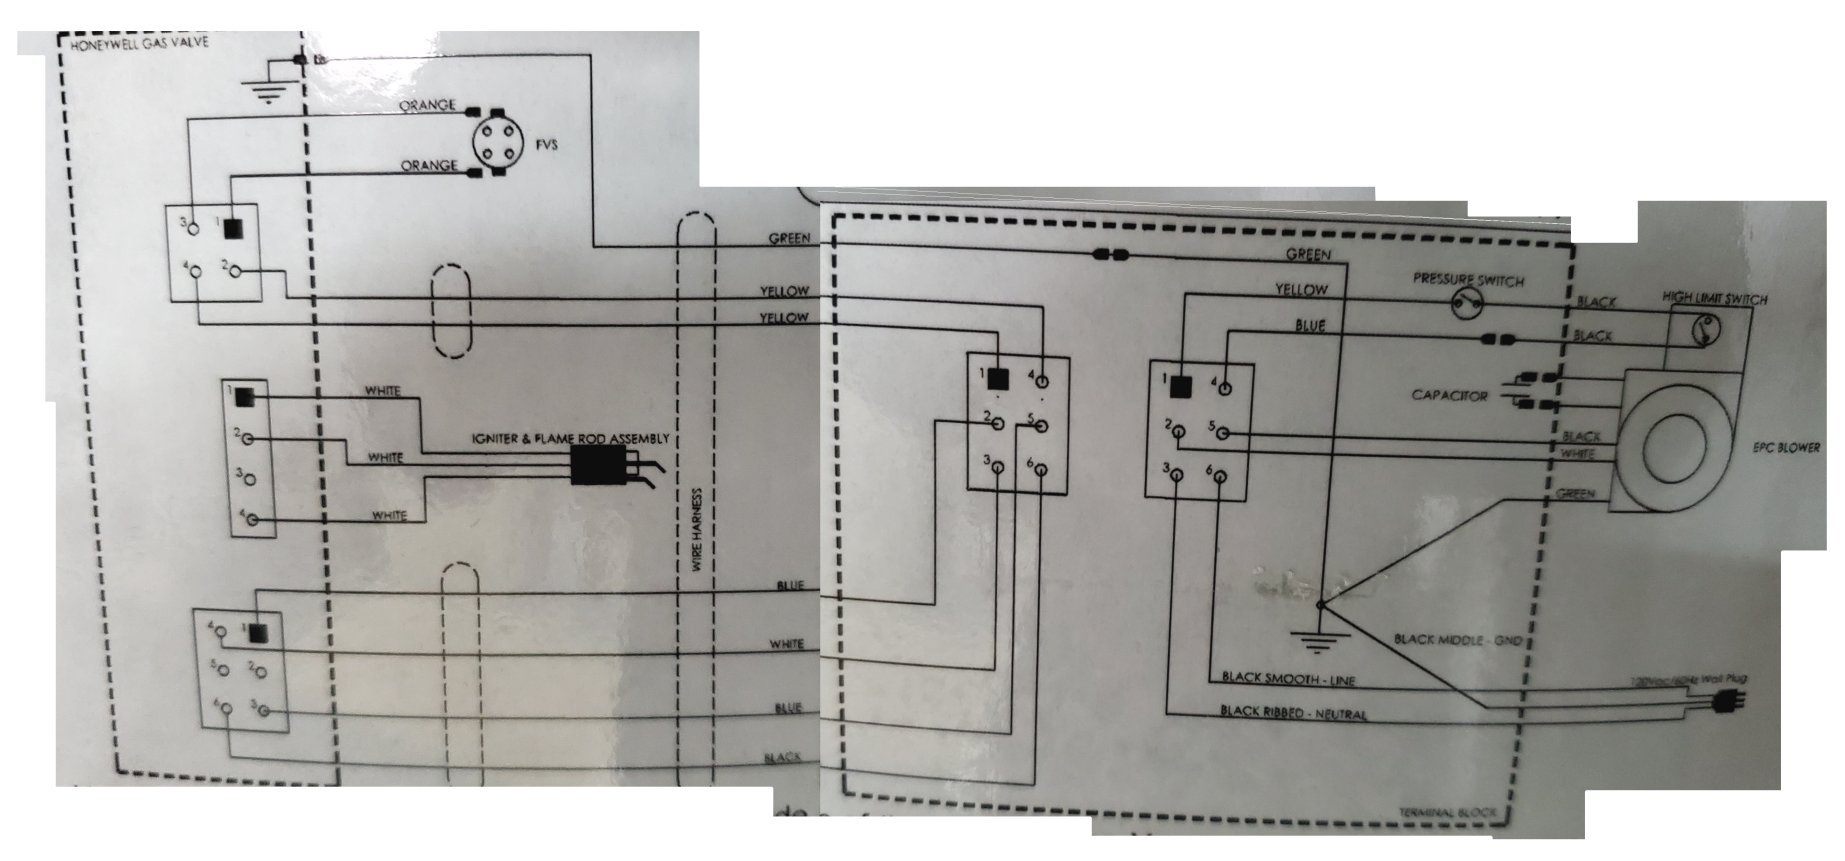 HONEYWELL GAS VALVE
ORANGE
FVS
ORANGE
3 1
4 2
GREEN
YELLOW
YELLOW
1
2
3
4
WHITE
IGNITER & FLAME ROD ASSEMBLY
WHITE
WHITE
WIRE HARNESS
BLUE
WHITE
BLUE
BLACK
4 1
5 2
6 3
GREEN
YELLOW
PRESSURE SWITCH
BLACK
HIGH LIMIT SWITCH
BLUE
BLACK
1 4
2 5
3 6
1 4
2 5
3 6
CAPACITOR
BLACK
WHITE
EPC BLOWER
GREEN
BLACK MIDDLE - GND
BLACK SMOOTH - LINE
120Vac/60Hz Wall Plug
BLACK RIBBED - NEUTRAL
TERMINAL BLOCK